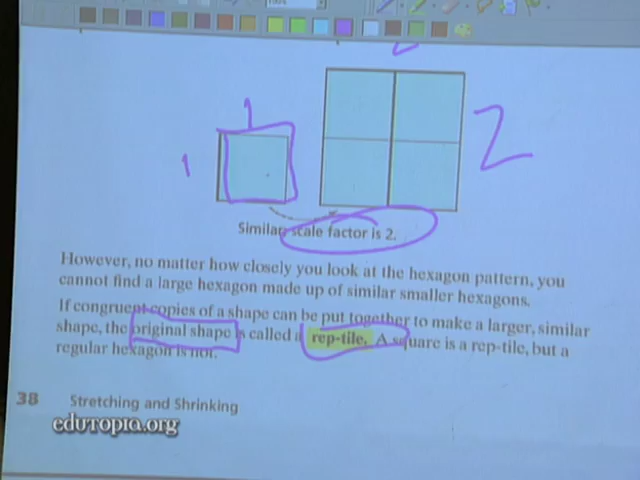 1
1
2
Similar scale factor is 2.
However, no matter how closely you look at the hexagon pattern, you
cannot find a large hexagon made up of similar smaller hexagons.
If congruent copies of a shape can be put together to make a larger, similar
shape, the original shape is called a rep-tile. A square is a rep-tile, but a
regular hexagon is not.
38 Stretching and Shrinking
edutopia.org